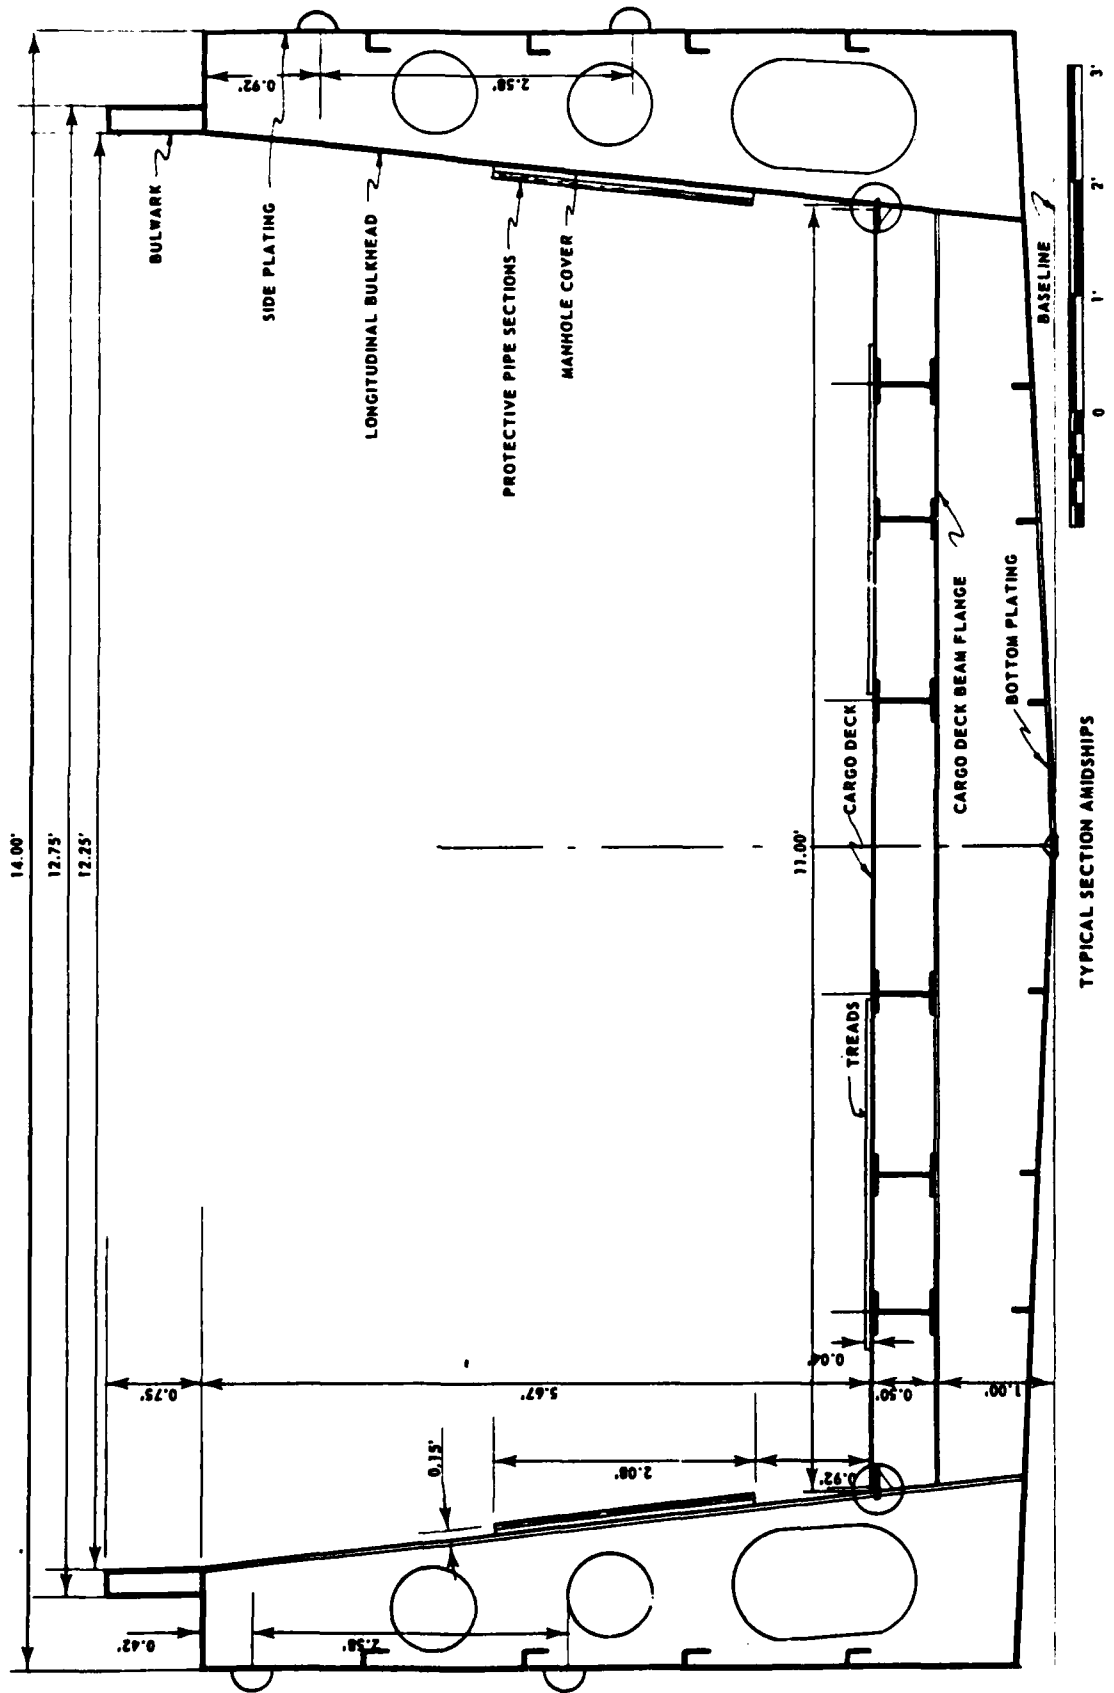 14.00'
12.75'
12.25'
BULWARK
SIDE PLATING
LONGITUDINAL BULKHEAD
PROTECTIVE PIPE SECTIONS
MANHOLE COVER
0.92'
2.58'
0.75'
5.67'
0.15'
2.08'
0.92'
0.42'
2.58'
11.00'
0.04'
0.50'
1.00'
TREADS
CARGO DECK
CARGO DECK BEAM FLANGE
BOTTOM PLATING
BASELINE
0
1'
2'
3'
TYPICAL SECTION AMIDSHIPS